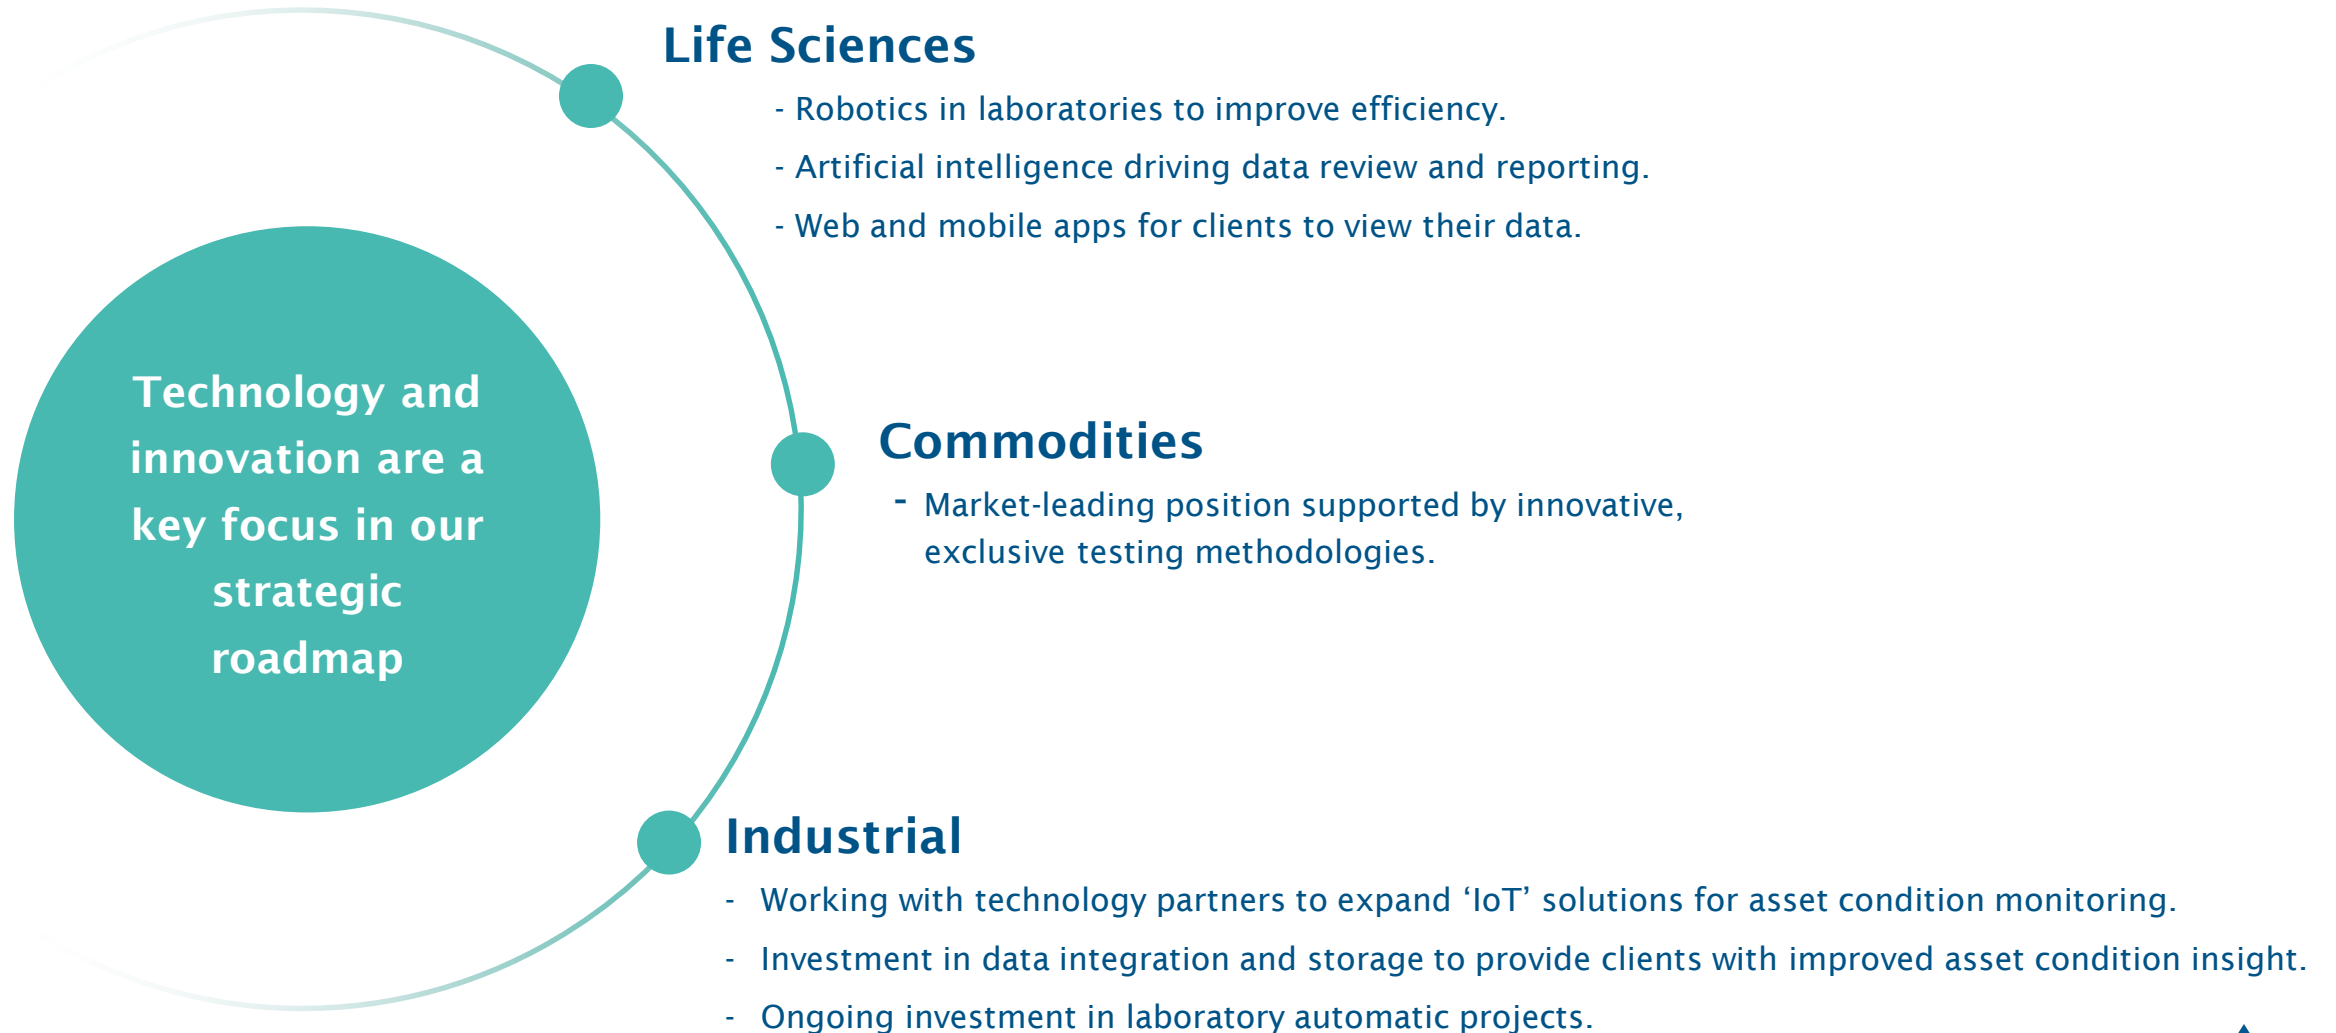 Life Sciences
- Robotics in laboratories to improve efficiency.
- Artificial intelligence driving data review and reporting.
- Web and mobile apps for clients to view their data.
Technology and
innovation are a
key focus in our
strategic
roadmap
Commodities
- Market-leading position supported by innovative,
exclusive testing methodologies.
Industrial
- Working with technology partners to expand ‘IoT’ solutions for asset condition monitoring.
- Investment in data integration and storage to provide clients with improved asset condition insight.
- Ongoing investment in laboratory automatic projects.